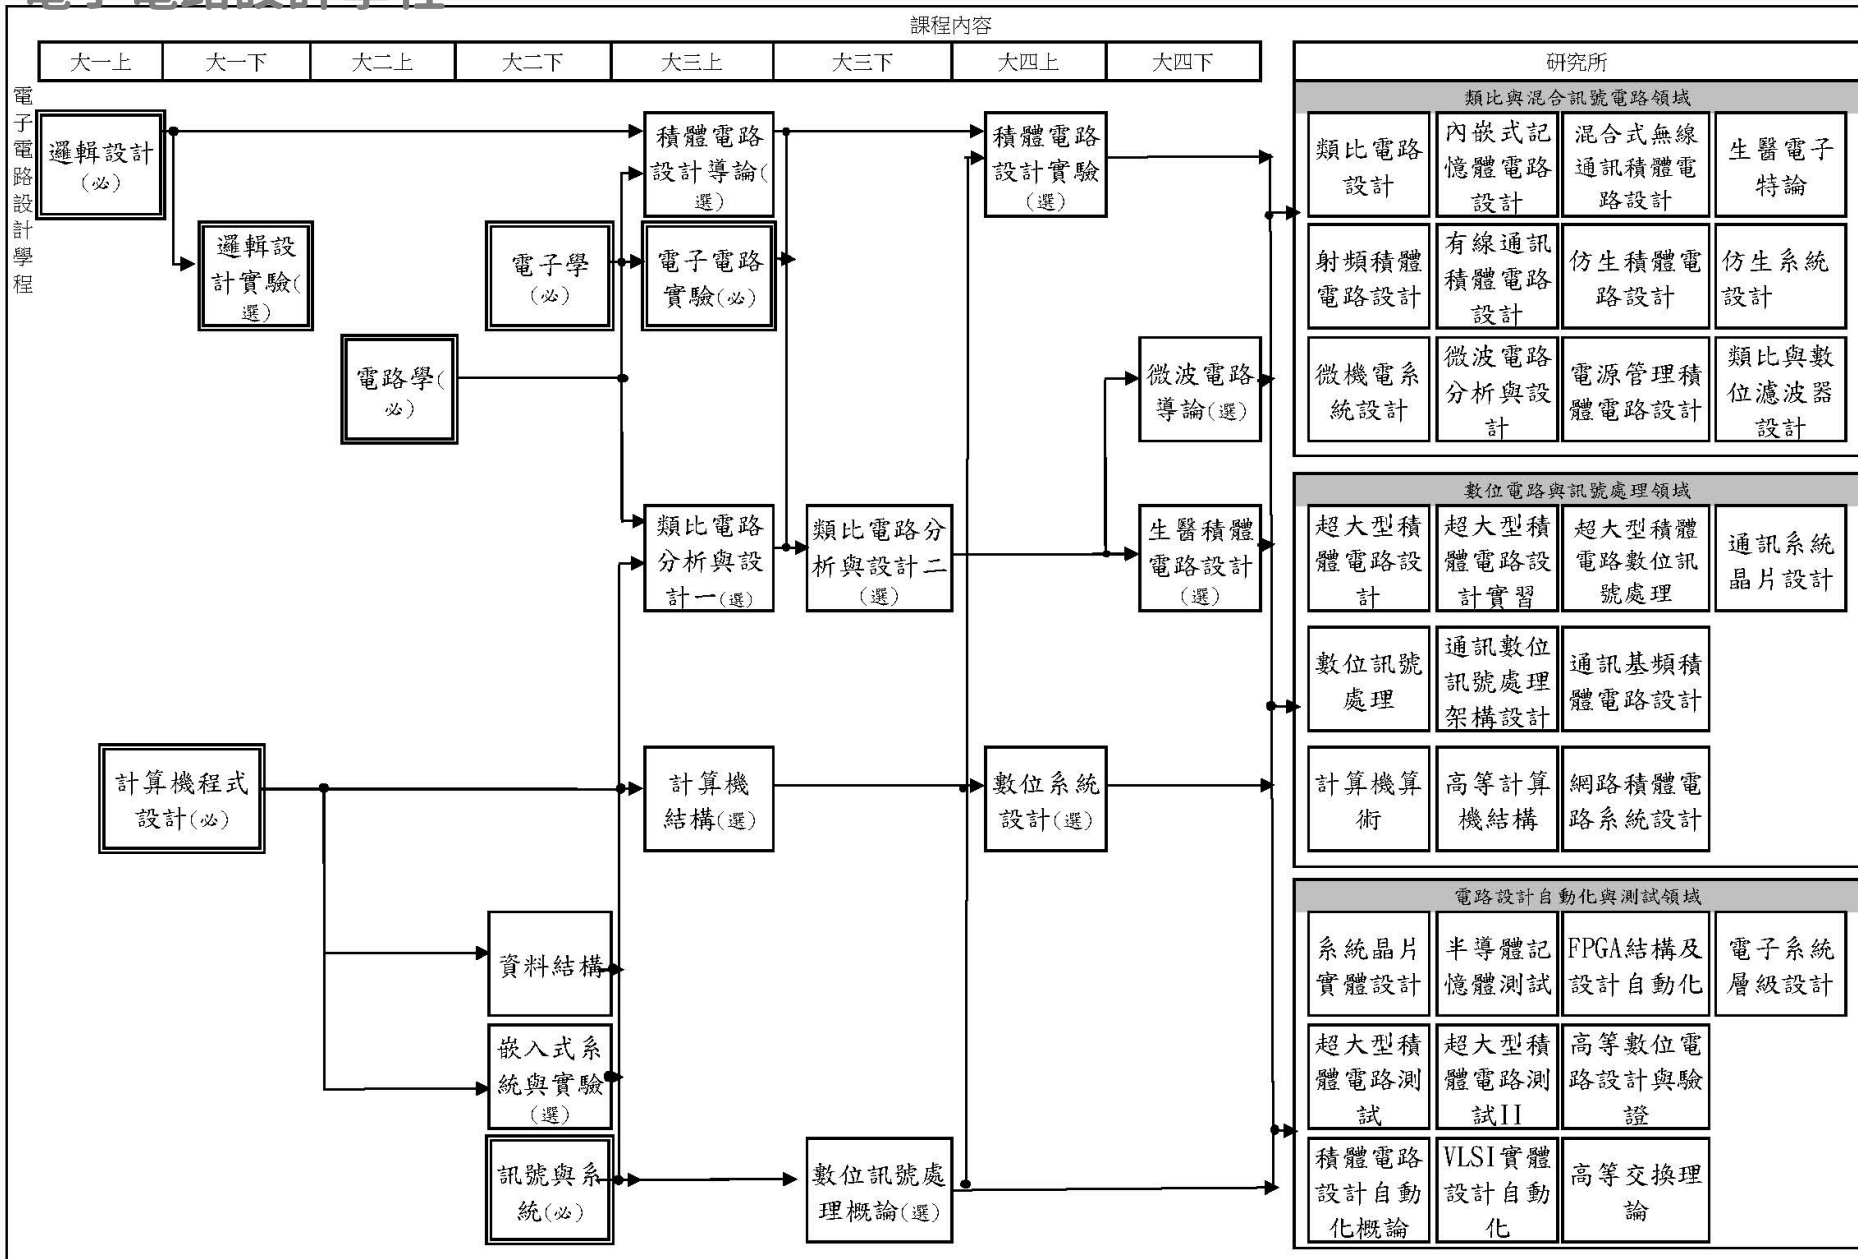 電子電路設計學程
課程內容
大一上
大一下
大二上
大二下
大三上
大三下
大四上
大四下
研究所
電
子
電
路
設
計
學
程
邏輯設計
(必)
邏輯設
計實驗(
選)
電路學(
必)
電子學
(必)
積體電路
設計導論(
選)
電子電路
實驗(必)
積體電路
設計實驗
(選)
微波電路
導論(選)
類比電路
分析與設
計一(選)
類比電路分
析與設計二
(選)
生醫積體
電路設計
(選)
計算機程式
設計(必)
計算機
結構(選)
數位系統
設計(選)
資料結構
嵌入式系
統與實驗
(選)
訊號與系
統(必)
數位訊號處
理概論(選)
類比與混合訊號電路領域
類比電路
設計
內嵌式記
憶體電路
設計
混合式無線
通訊積體電
路設計
生醫電子
特論
射頻積體
電路設計
有線通訊
積體電路
設計
仿生積體電
路設計
仿生系統
設計
微機電系
統設計
微波電路
分析與設
計
電源管理積
體電路設計
類比與數
位濾波器
設計
數位電路與訊號處理領域
超大型積
體電路設
計
超大型積
體電路設
計實習
超大型積體
電路數位訊
號處理
通訊系統
晶片設計
數位訊號
處理
通訊數位
訊號處理
架構設計
通訊基頻積
體電路設計
計算機算
術
高等計算
機結構
網路積體電
路系統設計
電路設計自動化與測試領域
系統晶片
實體設計
半導體記
憶體測試
FPGA結構及
設計自動化
電子系統
層級設計
超大型積
體電路測
試
超大型積
體電路測
試II
高等數位電
路設計與驗
證
積體電路
設計自動
化概論
VLSI實體
設計自動
化
高等交換理
論